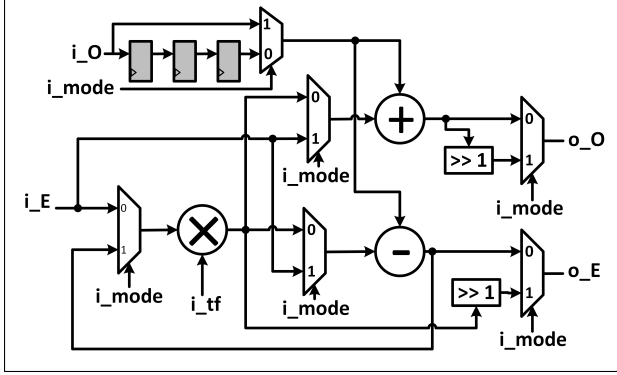 1
i_O
0
i_mode
0
+
0
o_O
1
>> 1
1
i_mode
i_mode
i_E
0
0
×
-
0
o_E
1
1
>> 1
1
i_mode
i_tf
i_mode
i_mode